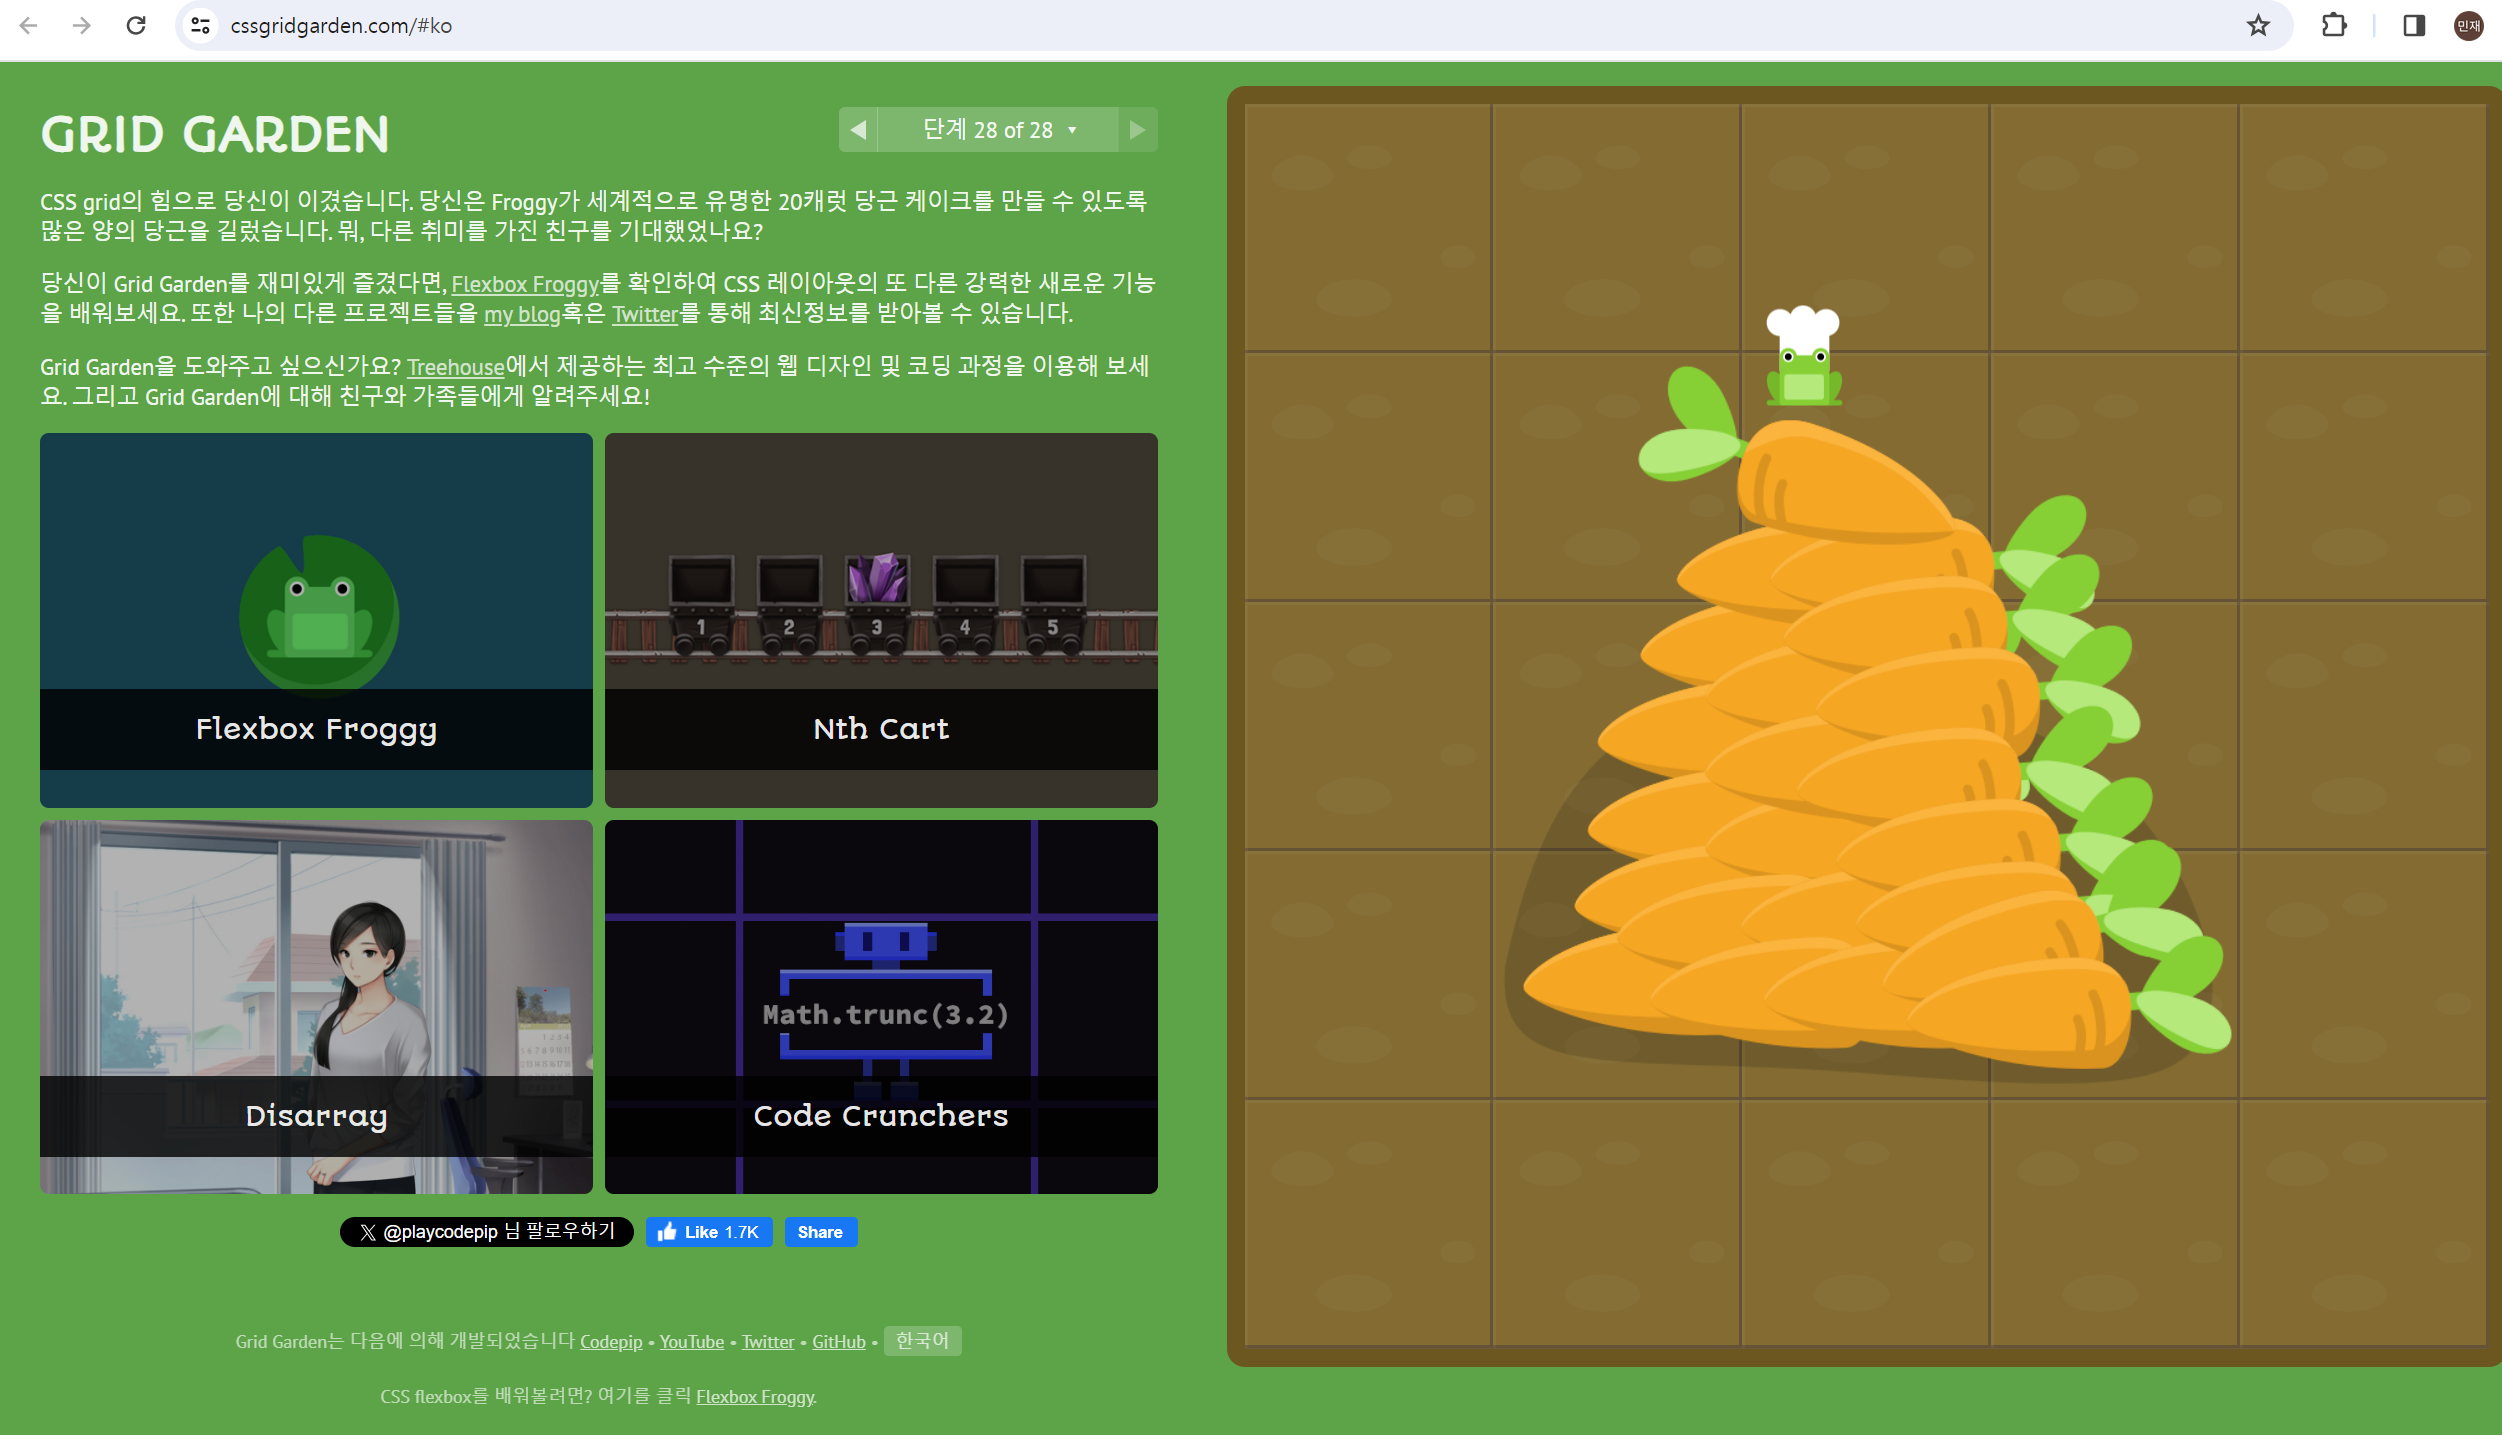 cssgridgarden.com/#ko
민재
GRID GARDEN
단계 28 of 28
CSS grid의 힘으로 당신이 이겼습니다. 당신은 Froggy가 세계적으로 유명한 20캐럿 당근 케이크를 만들 수 있도록
많은 양의 당근을 길렀습니다. 뭐, 다른 취미를 가진 친구를 기대했었나요?
당신이 Grid Garden를 재미있게 즐겼다면, Flexbox Froggy를 확인하여 CSS 레이아웃의 또 다른 강력한 새로운 기능
을 배워보세요. 또한 나의 다른 프로젝트들을 my blog혹은 Twitter를 통해 최신정보를 받아볼 수 있습니다.
Grid Garden을 도와주고 싶으신가요? Treehouse에서 제공하는 최고 수준의 웹 디자인 및 코딩 과정을 이용해 보세
요. 그리고 Grid Garden에 대해 친구와 가족들에게 알려주세요!
Flexbox Froggy
1 2 3 4 5
Nth Cart
Disarray
Math.trunc(3.2)
Code Crunchers
X @playcodepip 님 팔로우하기
Like 1.7K
Share
Grid Garden는 다음에 의해 개발되었습니다 Codepip • YouTube • Twitter • GitHub • 한국어
CSS flexbox를 배워볼려면? 여기를 클릭 Flexbox Froggy.